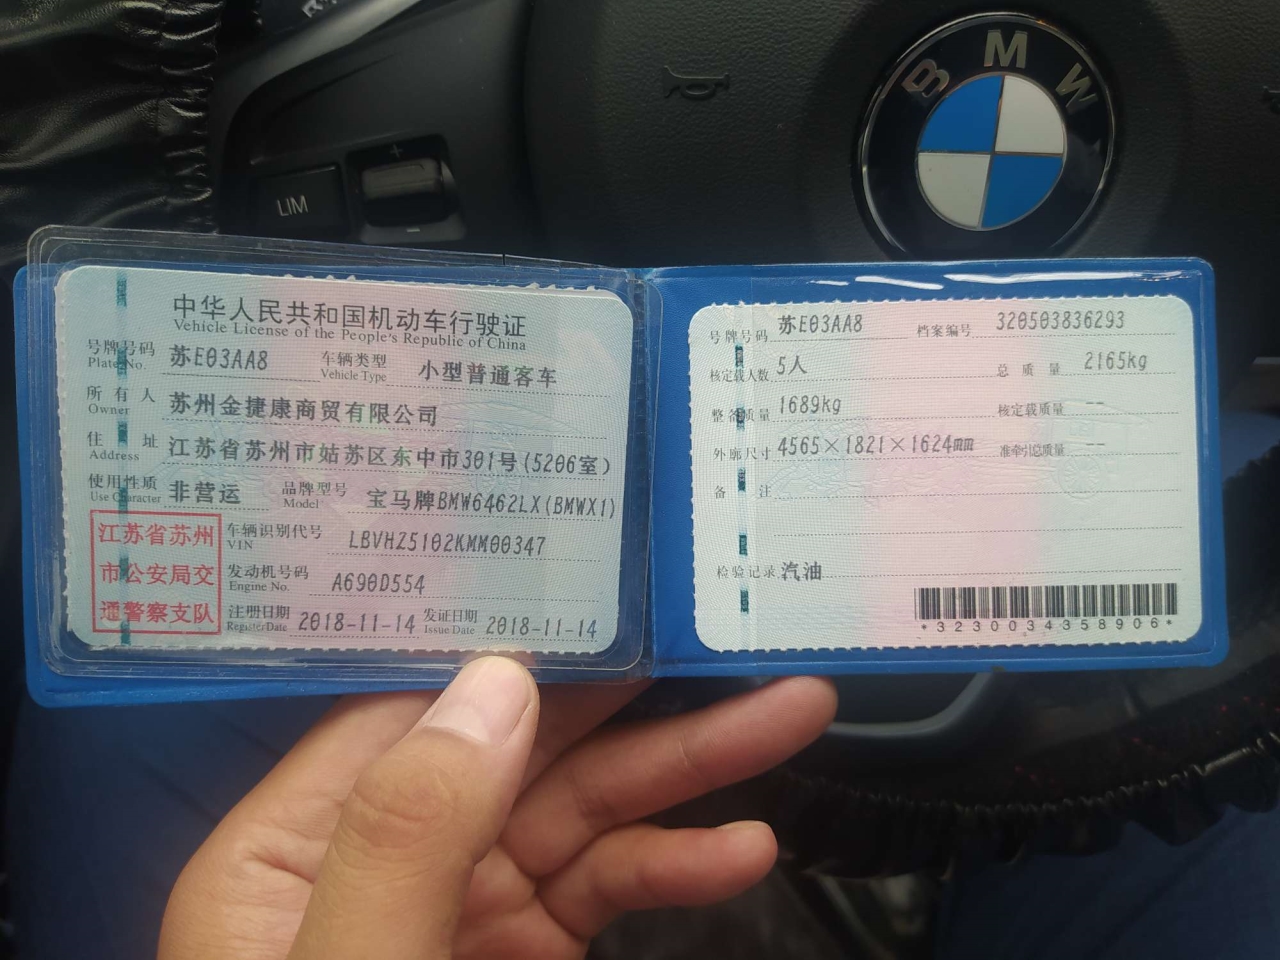 BMW
LIM
+
−
中华人民共和国机动车行驶证
Vehicle License of the People's Republic of China
号牌号码 苏E03AA8 车辆类型 小型普通客车
Plate No. Vehicle Type
所有人 苏州金捷康商贸有限公司
Owner
住址 江苏省苏州市姑苏区东中市301号(5206室)
Address
使用性质 非营运 品牌型号 宝马牌BMW6462LX(BMWX1)
Use Character Model
江苏省苏州
市公安局交
通警察支队
车辆识别代号 LBVHZ5102KMM00347
VIN
发动机号码 A690D554
Engine No.
注册日期 2018-11-14 发证日期 2018-11-14
Register Date Issue Date
号牌号码 苏E03AA8 档案编号 320503836293
核定载人数 5人 总质量 2165kg
整备质量 1689kg 核定载质量 --
外廓尺寸 4565×1821×1624mm 准牵引总质量 --
备注
检验记录 汽油
*3230034358906*